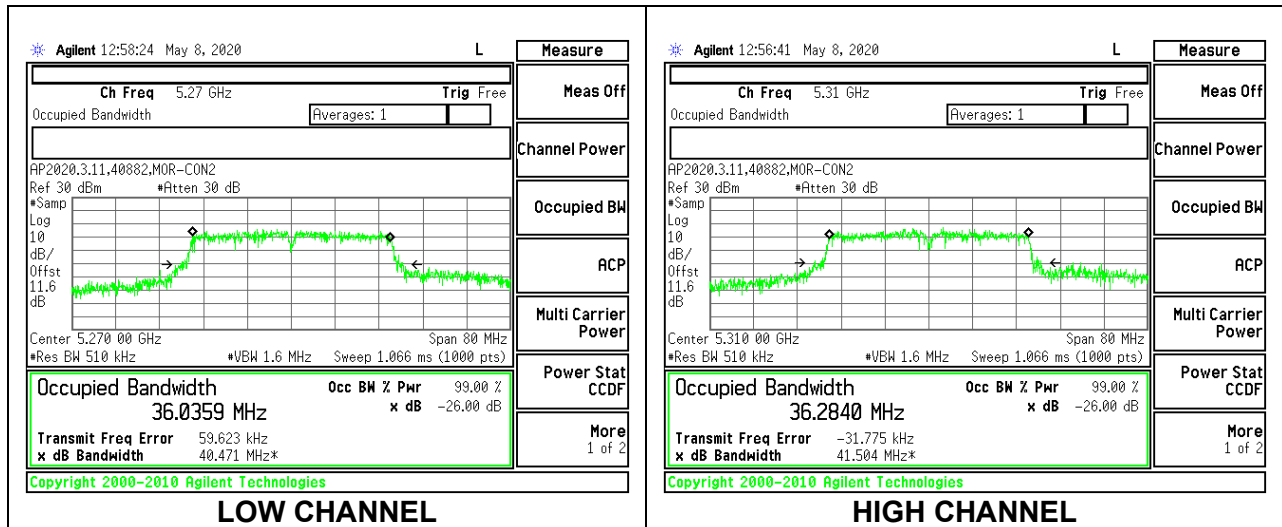 Agilent 12:58:24 May 8, 2020 L
Measure
Ch Freq 5.27 GHz Trig Free
Meas Off
Occupied Bandwidth Averages: 1
Channel Power
AP2020.3.11,40882,MOR-CON2
Ref 30 dBm #Atten 30 dB
#Samp
Occupied BW
Log
10
dB/
ACP
Offst
11.6
dB
Multi Carrier
Power
Center 5.270 00 GHz Span 80 MHz
#Res BW 510 kHz #VBW 1.6 MHz Sweep 1.066 ms (1000 pts)
Power Stat
CCDF
Occupied Bandwidth Occ BW % Pwr 99.00 %
36.0359 MHz x dB -26.00 dB
More
1 of 2
Transmit Freq Error 59.623 kHz
x dB Bandwidth 40.471 MHz*
Copyright 2000-2010 Agilent Technologies
LOW CHANNEL
Agilent 12:56:41 May 8, 2020 L
Measure
Ch Freq 5.31 GHz Trig Free
Meas Off
Occupied Bandwidth Averages: 1
Channel Power
AP2020.3.11,40882,MOR-CON2
Ref 30 dBm #Atten 30 dB
#Samp
Occupied BW
Log
10
dB/
ACP
Offst
11.6
dB
Multi Carrier
Power
Center 5.310 00 GHz Span 80 MHz
#Res BW 510 kHz #VBW 1.6 MHz Sweep 1.066 ms (1000 pts)
Power Stat
CCDF
Occupied Bandwidth Occ BW % Pwr 99.00 %
36.2840 MHz x dB -26.00 dB
More
1 of 2
Transmit Freq Error -31.775 kHz
x dB Bandwidth 41.504 MHz*
Copyright 2000-2010 Agilent Technologies
HIGH CHANNEL